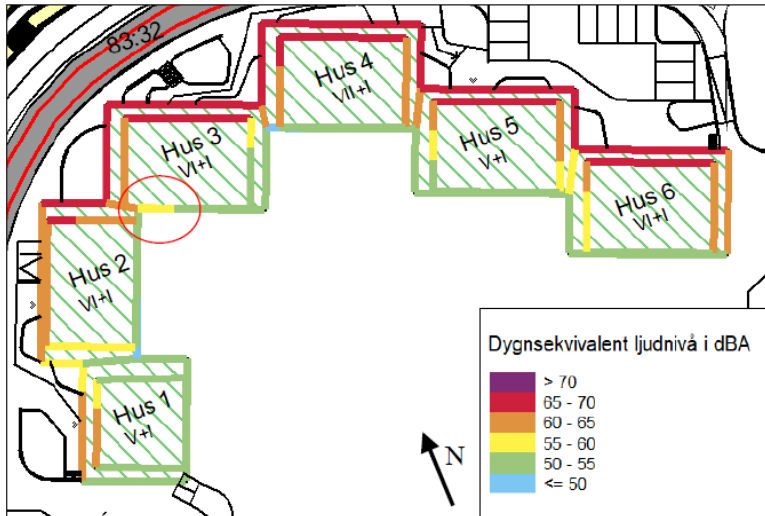 83:32
Hus 4
VII+I
Hus 3
VI+I
Hus 5
V+I
Hus 6
VI+I
Hus 2
VI+I
Hus 1
V+I
N
Dygnsekvivalent ljudnivå i dBA
> 70
65 - 70
60 - 65
55 - 60
50 - 55
<= 50